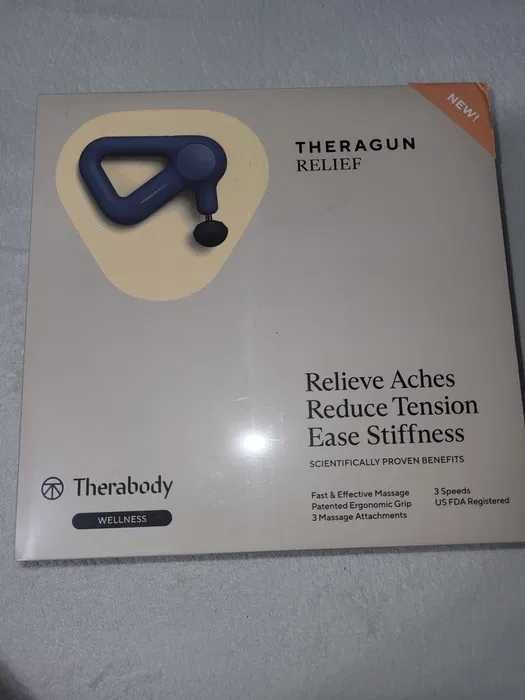 NEW!
THERAGUN
RELIEF
Relieve Aches
Reduce Tension
Ease Stiffness
SCIENTIFICALLY PROVEN BENEFITS
Fast & Effective Massage
Patented Ergonomic Grip
3 Massage Attachments
3 Speeds
US FDA Registered
Therabody
WELLNESS